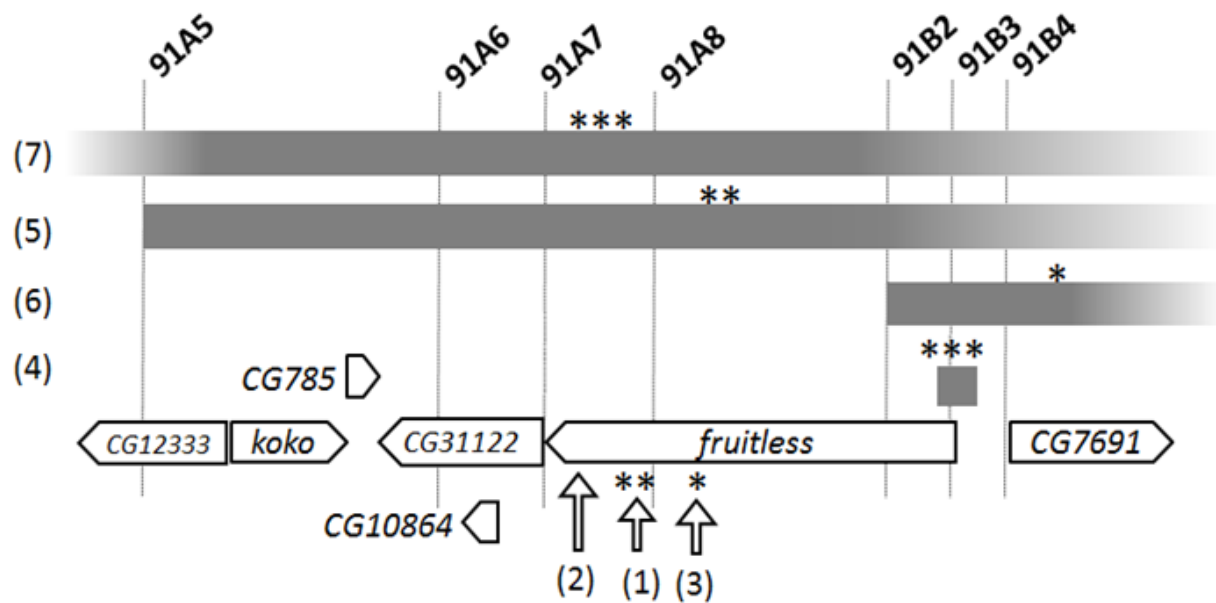 91A5 91A6 91A7 91A8 91B2 91B3 91B4
***
(7)
**
(5)
*
(6)
***
(4)
CG785
CG12333 koko CG31122 fruitless CG7691
** *
CG10864
(2) (1) (3)